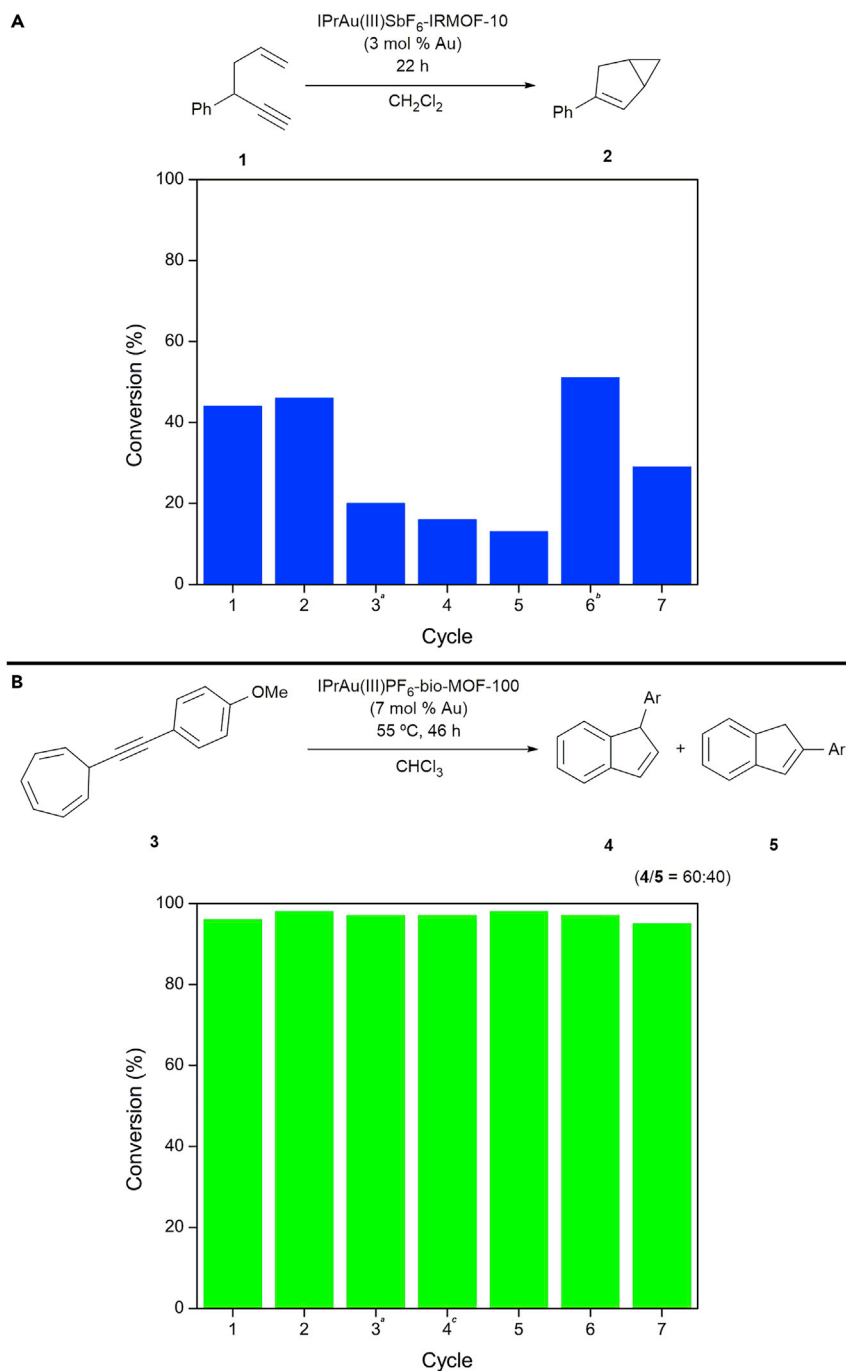 A
IPrAu(III)SbF₆-IRMOF-10
(3 mol % Au)
22 h
CH₂Cl₂
Ph
Ph
1
2
100
80
60
40
20
0
Conversion (%)
1 2 3ᵃ 4 5 6ᵇ 7
Cycle
B
IPrAu(III)PF₆-bio-MOF-100
(7 mol % Au)
55 ºC, 46 h
CHCl₃
OMe
Ar
+
Ar
3
4
5
(4/5 = 60:40)
100
80
60
40
20
0
Conversion (%)
1 2 3ᵃ 4ᶜ 5 6 7
Cycle